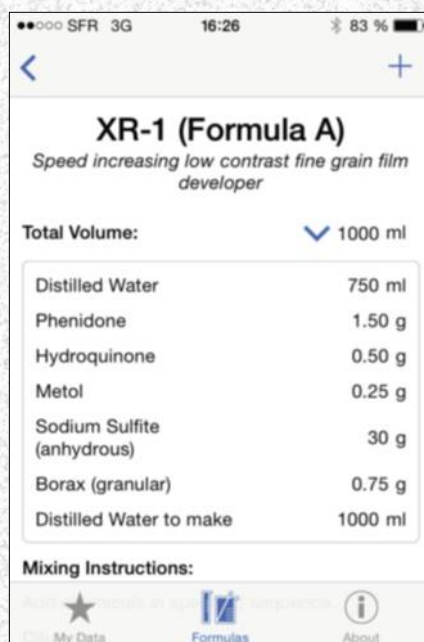 ●●○○○ SFR 3G 16:26 83 %
XR-1 (Formula A)
Speed increasing low contrast fine grain film
developer
Total Volume: 1000 ml
Distilled Water 750 ml
Phenidone 1.50 g
Hydroquinone 0.50 g
Metol 0.25 g
Sodium Sulfite
(anhydrous) 30 g
Borax (granular) 0.75 g
Distilled Water to make 1000 ml
Mixing Instructions:
My Data Formulas About